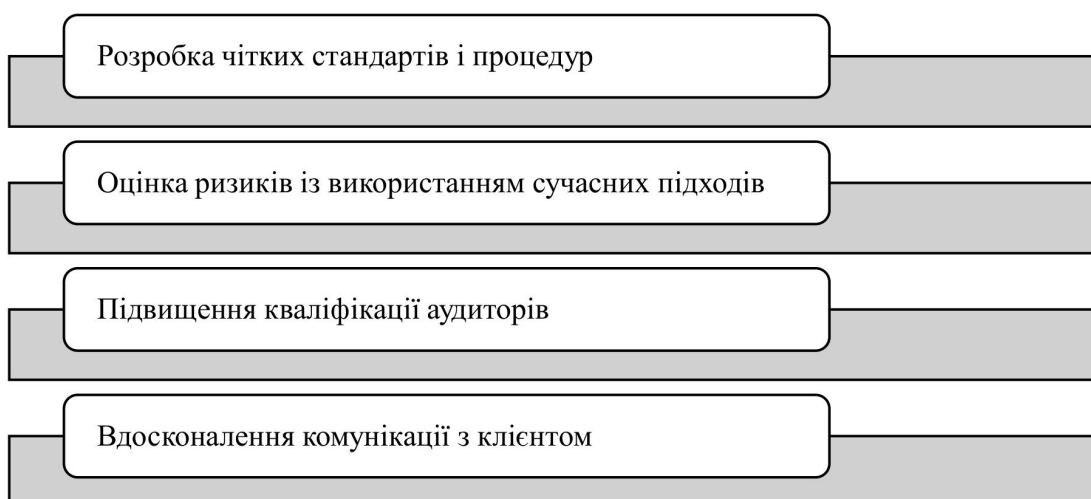 Розробка чітких стандартів і процедур
Оцінка ризиків із використанням сучасних підходів
Підвищення кваліфікації аудиторів
Вдосконалення комунікації з клієнтом